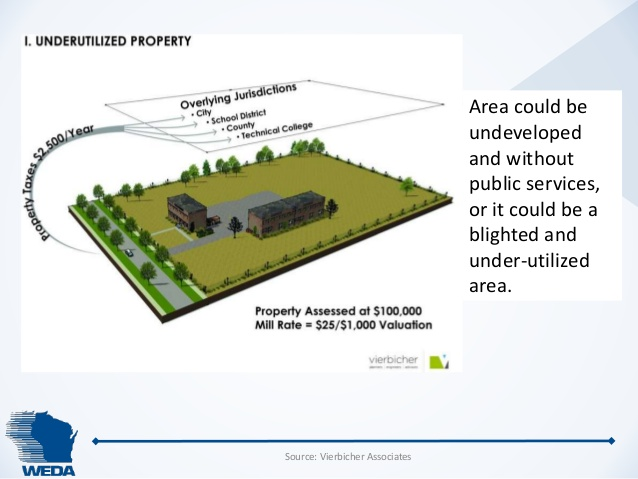 I. UNDERUTILIZED PROPERTY
Overlying Jurisdictions
• City
• School District
• County
• Technical College
Property Taxes $2,500/Year
Property Assessed at $100,000
Mill Rate = $25/$1,000 Valuation
vierbicher
Area could be
undeveloped
and without
public services,
or it could be a
blighted and
under-utilized
area.
WEDA
Source: Vierbicher Associates